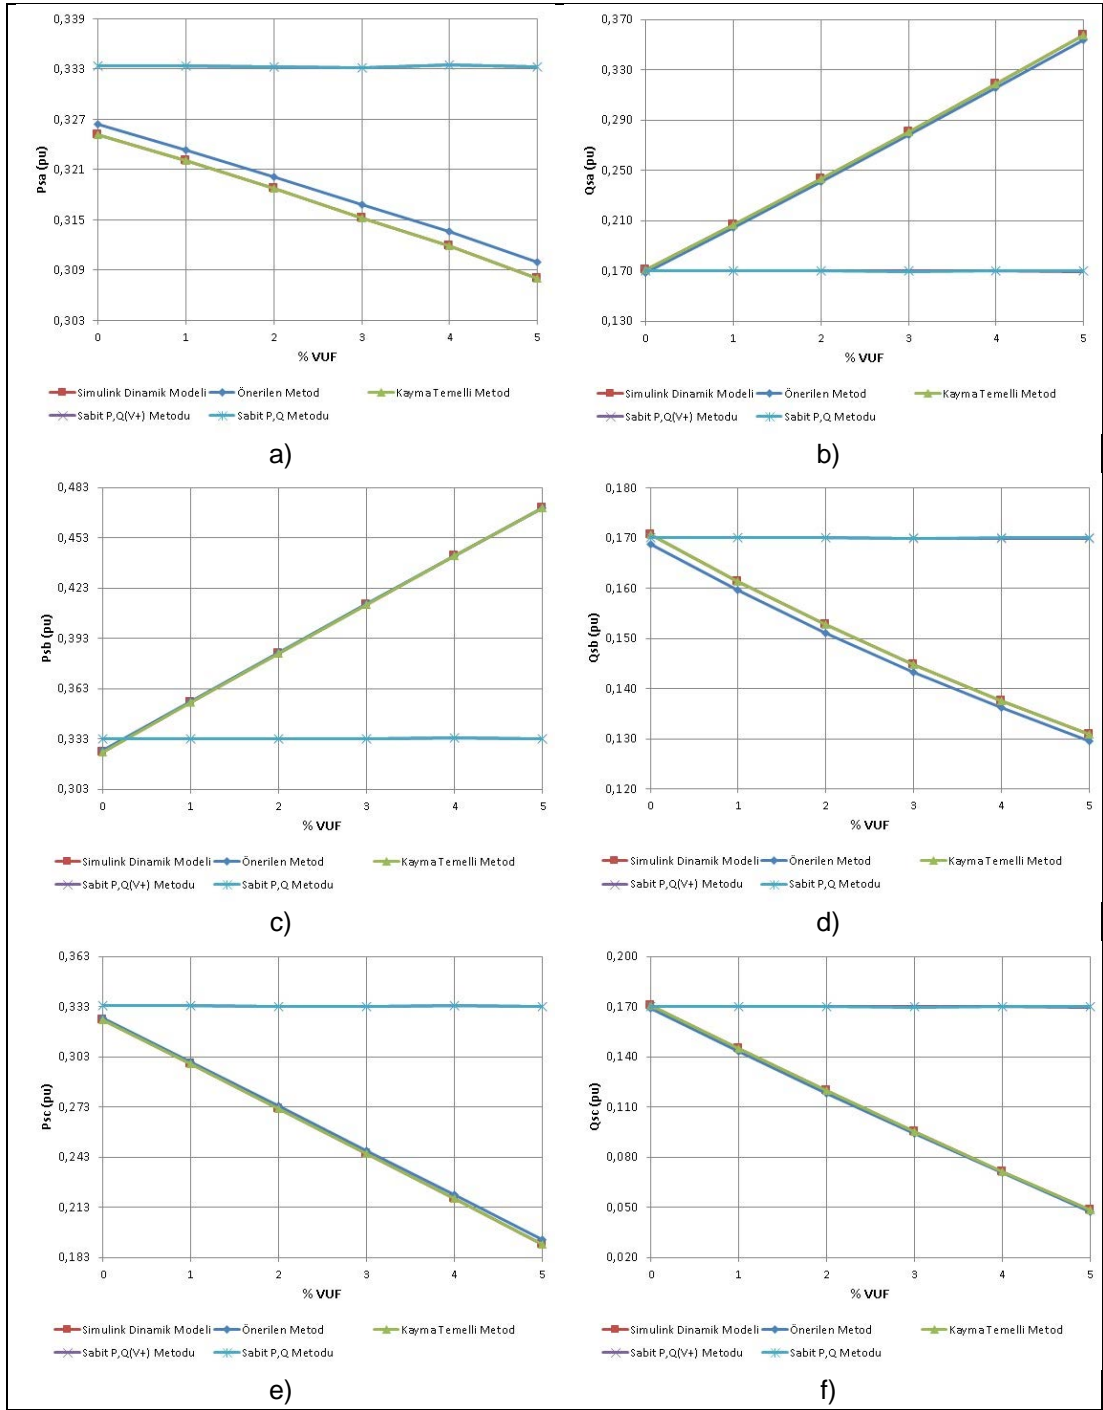 0,339
0,333
0,327
0,321
0,315
0,309
0,303
Psa (pu)
0 1 2 3 4 5
% VUF
Simulink Dinamik Modeli Önerilen Metod Kayma Temelli Metod
Sabit P,Q(V+) Metodu Sabit P,Q Metodu
a)
0,370
0,330
0,290
0,250
0,210
0,170
0,130
Qsa (pu)
0 1 2 3 4 5
% VUF
Simulink Dinamik Modeli Önerilen Metod Kayma Temelli Metod
Sabit P,Q(V+) Metodu Sabit P,Q Metodu
b)
0,483
0,453
0,423
0,393
0,363
0,333
0,303
Psb (pu)
0 1 2 3 4 5
% VUF
Simulink Dinamik Modeli Önerilen Metod Kayma Temelli Metod
Sabit P,Q(V+) Metodu Sabit P,Q Metodu
c)
0,180
0,170
0,160
0,150
0,140
0,130
0,120
Qsb (pu)
0 1 2 3 4 5
% VUF
Simulink Dinamik Modeli Önerilen Metod Kayma Temelli Metod
Sabit P,Q(V+) Metodu Sabit P,Q Metodu
d)
0,363
0,333
0,303
0,273
0,243
0,213
0,183
Psc (pu)
0 1 2 3 4 5
% VUF
Simulink Dinamik Modeli Önerilen Metod Kayma Temelli Metod
Sabit P,Q(V+) Metodu Sabit P,Q Metodu
e)
0,200
0,170
0,140
0,110
0,080
0,050
0,020
Qsc (pu)
0 1 2 3 4 5
% VUF
Simulink Dinamik Modeli Önerilen Metod Kayma Temelli Metod
Sabit P,Q(V+) Metodu Sabit P,Q Metodu
f)